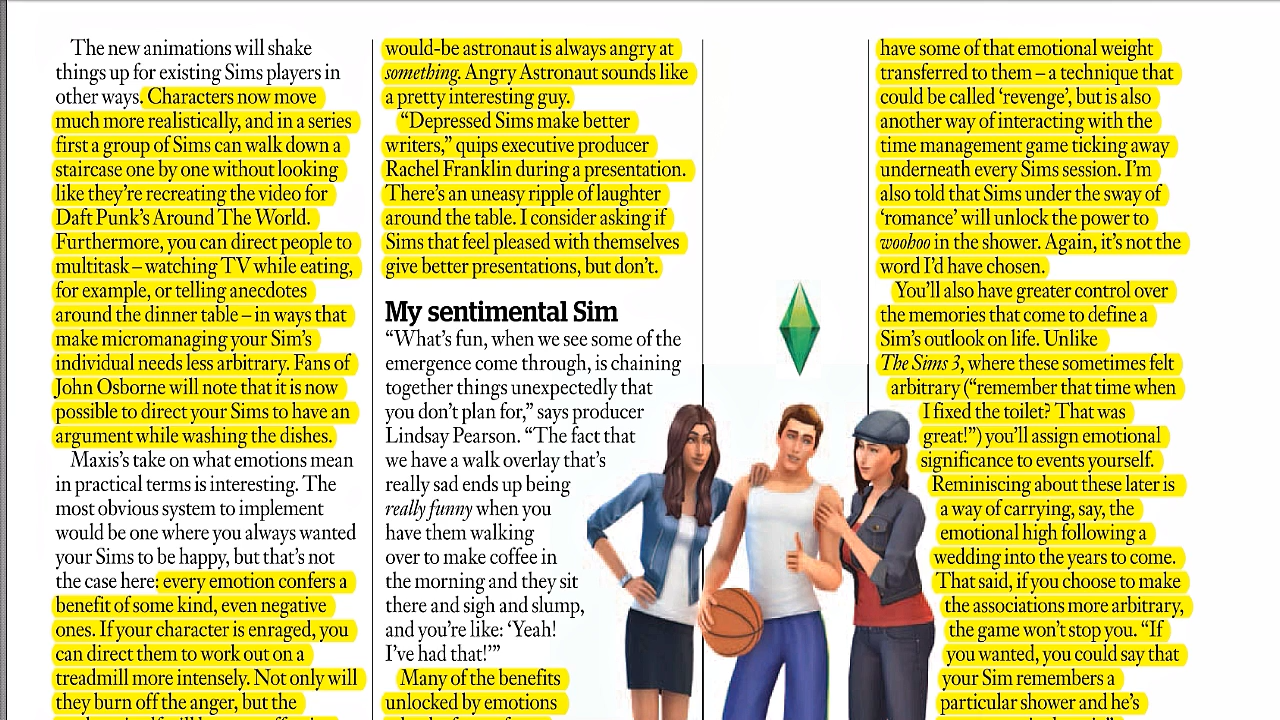 The new animations will shake
things up for existing Sims players in
other ways. Characters now move
much more realistically, and in a series
first a group of Sims can walk down a
staircase one by one without looking
like they're recreating the video for
Daft Punk's Around The World.
Furthermore, you can direct people to
multitask – watching TV while eating,
for example, or telling anecdotes
around the dinner table – in ways that
make micromanaging your Sim's
individual needs less arbitrary. Fans of
John Osborne will note that it is now
possible to direct your Sims to have an
argument while washing the dishes.
Maxis's take on what emotions mean
in practical terms is interesting. The
most obvious system to implement
would be one where you always wanted
your Sims to be happy, but that's not
the case here: every emotion confers a
benefit of some kind, even negative
ones. If your character is enraged, you
can direct them to work out on a
treadmill more intensely. Not only will
they burn off the anger, but the
would-be astronaut is always angry at
something. Angry Astronaut sounds like
a pretty interesting guy.
“Depressed Sims make better
writers,” quips executive producer
Rachel Franklin during a presentation.
There's an uneasy ripple of laughter
around the table. I consider asking if
Sims that feel pleased with themselves
give better presentations, but don't.
My sentimental Sim
“What's fun, when we see some of the
emergence come through, is chaining
together things unexpectedly that
you don't plan for,” says producer
Lindsay Pearson. “The fact that
we have a walk overlay that's
really sad ends up being
really funny when you
have them walking
over to make coffee in
the morning and they sit
there and sigh and slump,
and you're like: ‘Yeah!
I've had that!’”
Many of the benefits
unlocked by emotions
have some of that emotional weight
transferred to them – a technique that
could be called ‘revenge’, but is also
another way of interacting with the
time management game ticking away
underneath every Sims session. I'm
also told that Sims under the sway of
‘romance’ will unlock the power to
woohoo in the shower. Again, it's not the
word I'd have chosen.
You'll also have greater control over
the memories that come to define a
Sim's outlook on life. Unlike
The Sims 3, where these sometimes felt
arbitrary (“remember that time when
I fixed the toilet? That was
great!”) you'll assign emotional
significance to events yourself.
Reminiscing about these later is
a way of carrying, say, the
emotional high following a
wedding into the years to come.
That said, if you choose to make
the associations more arbitrary,
the game won't stop you. “If
you wanted, you could say that
your Sim remembers a
particular shower and he's